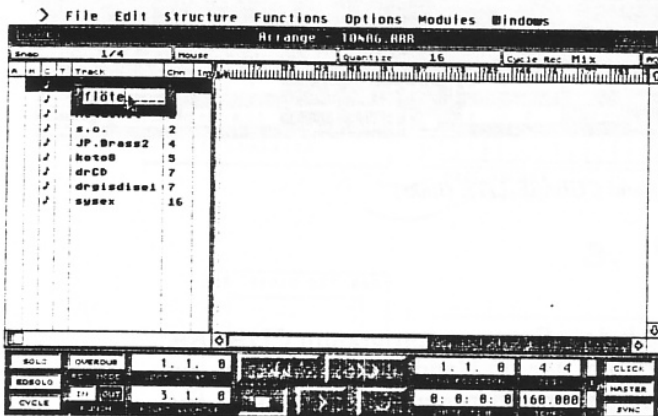 > File Edit Structure Functions Options Modules Windows
Arrange - TUNA6.ARR
Snap 1/4 Mouse Quantize 16 Cycle Rec Mix
A M C T Track Chn
flöte
s.o. 2
JP.Brass2 4
koto8 5
drCD 7
drgisdisel 7
sysex 16
SOLO OVERDUB 1. 1. 0 1. 1. 0 4 4 CLICK
EDSOLO MASTER
CYCLE IN OUT 3. 1. 0 0: 0: 0: 0 160.000 SYNC